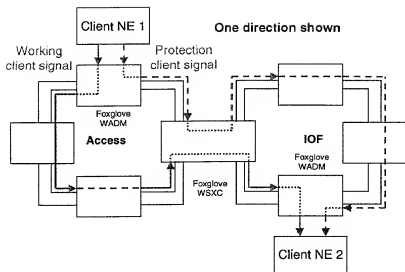 Client NE 1
One direction shown
Working
client signal
Protection
client signal
Foxglove
WADM
Access
IOF
Foxglove
WADM
Foxglove
WSXC
Client NE 2